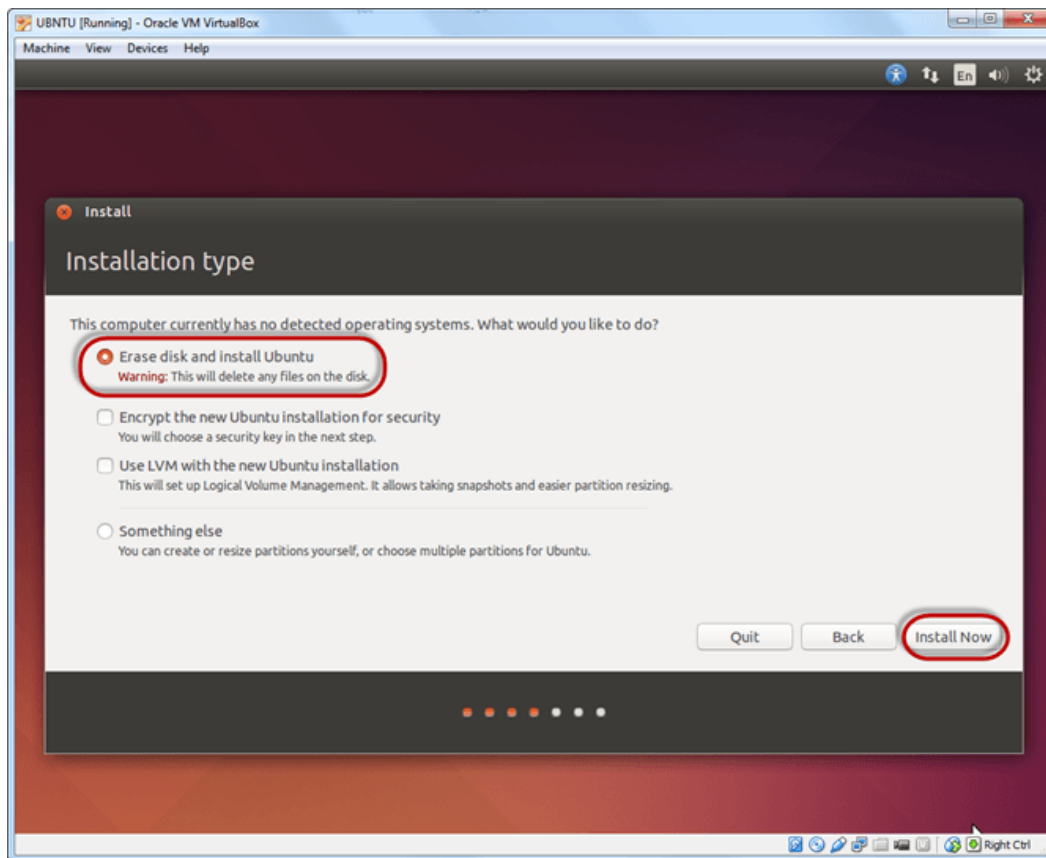 UBNTU [Running] - Oracle VM VirtualBox
Machine View Devices Help
En
Install
Installation type
This computer currently has no detected operating systems. What would you like to do?
Erase disk and install Ubuntu
Warning: This will delete any files on the disk.
Encrypt the new Ubuntu installation for security
You will choose a security key in the next step.
Use LVM with the new Ubuntu installation
This will set up Logical Volume Management. It allows taking snapshots and easier partition resizing.
Something else
You can create or resize partitions yourself, or choose multiple partitions for Ubuntu.
Quit Back Install Now
Right Ctrl